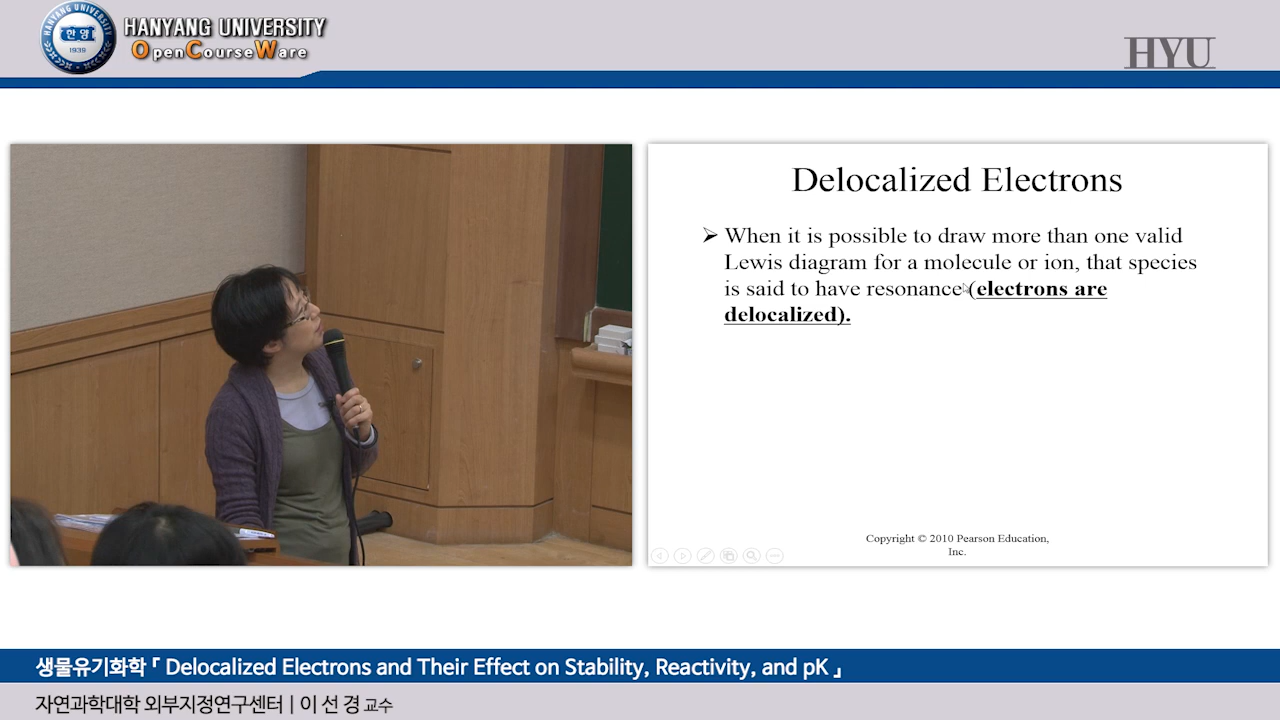 HANYANG UNIVERSITY
OpenCourseWare
한양
1939
HYU
Delocalized Electrons
When it is possible to draw more than one valid
Lewis diagram for a molecule or ion, that species
is said to have resonance (electrons are
delocalized).
Copyright © 2010 Pearson Education,
Inc.
생물유기화학 「 Delocalized Electrons and Their Effect on Stability, Reactivity, and pK 」
자연과학대학 외부지정연구센터 | 이 선 경 교수